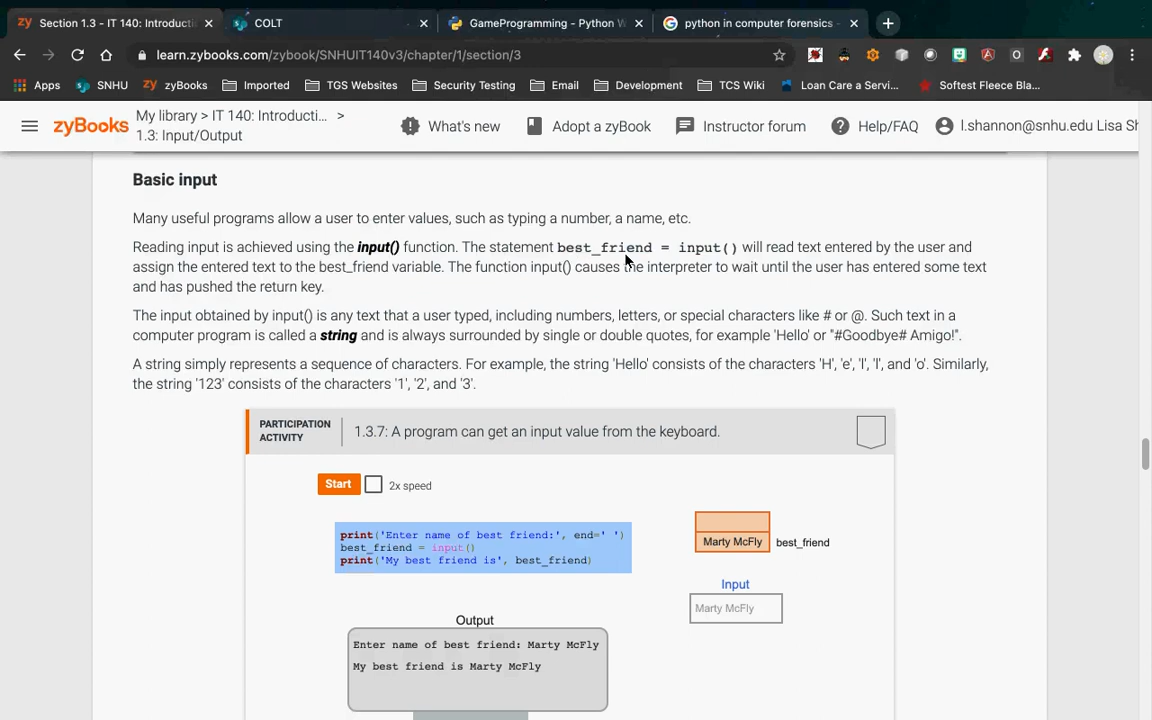 Section 1.3 - IT 140: Introducti
COLT
GameProgramming - Python W
python in computer forensics
learn.zybooks.com/zybook/SNHUIT140v3/chapter/1/section/3
Apps
SNHU
zyBooks
Imported
TGS Websites
Security Testing
Email
Development
TCS Wiki
Loan Care a Servi...
Softest Fleece Bla...
zyBooks
My library > IT 140: Introducti... >
1.3: Input/Output
What's new
Adopt a zyBook
Instructor forum
Help/FAQ
l.shannon@snhu.edu Lisa Sh
Basic input
Many useful programs allow a user to enter values, such as typing a number, a name, etc.
Reading input is achieved using the input() function. The statement best_friend = input() will read text entered by the user and
assign the entered text to the best_friend variable. The function input() causes the interpreter to wait until the user has entered some text
and has pushed the return key.
The input obtained by input() is any text that a user typed, including numbers, letters, or special characters like # or @. Such text in a
computer program is called a string and is always surrounded by single or double quotes, for example 'Hello' or "#Goodbye# Amigo!".
A string simply represents a sequence of characters. For example, the string 'Hello' consists of the characters 'H', 'e', 'l', 'l', and 'o'. Similarly,
the string '123' consists of the characters '1', '2', and '3'.
PARTICIPATION
ACTIVITY
1.3.7: A program can get an input value from the keyboard.
Start
2x speed
print('Enter name of best friend:', end=' ')
best_friend = input()
print('My best friend is', best_friend)
Marty McFly
best_friend
Input
Marty McFly
Output
Enter name of best friend: Marty McFly
My best friend is Marty McFly